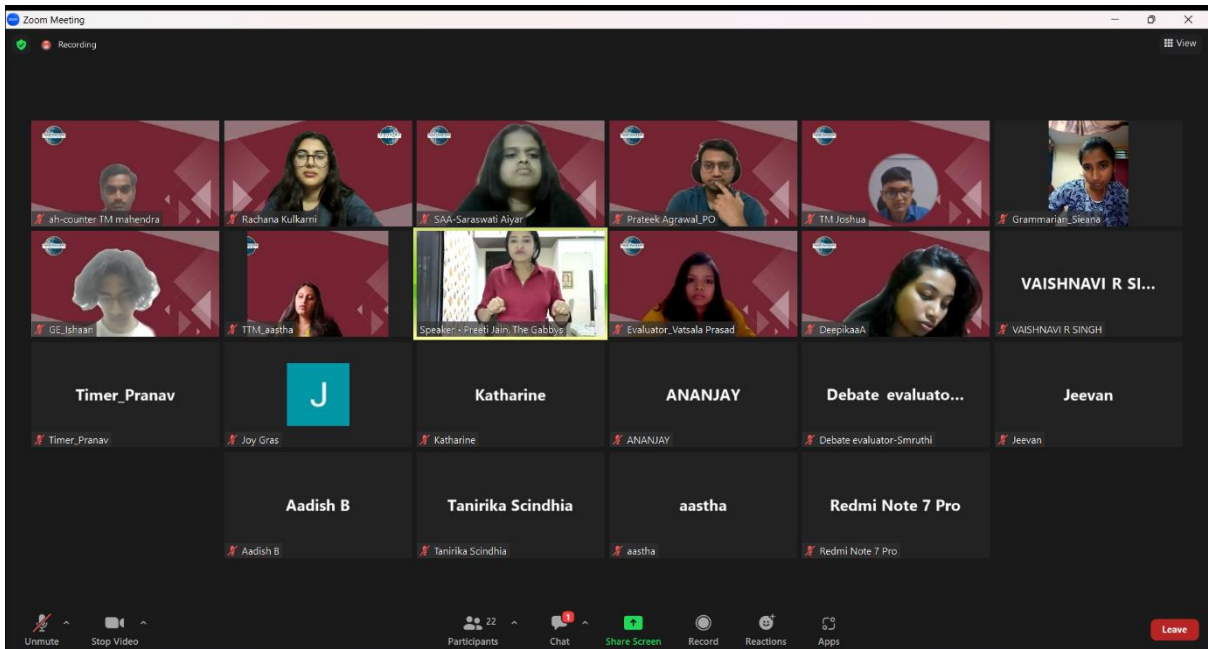 Zoom Meeting
Recording
View
ah-counter TM mahendra
Rachana Kulkarni
SAA-Saraswati Aiyar
Prateek Agrawal_PO
TM Joshua
Grammarian_Sieana
GE_Ishaan
TTM_aastha
Speaker - Preeti Jain, The Gabbys
Evaluator_Vatsala Prasad
DeepikaaA
VAISHNAVI R SI...
VAISHNAVI R SINGH
Timer_Pranav
J
Katharine
ANANJAY
Debate evaluato...
Jeevan
Timer_Pranav
Joy Gras
Katharine
ANANJAY
Debate evaluator-Smruthi
Jeevan
Aadish B
Tanirika Scindhia
aastha
Redmi Note 7 Pro
Aadish B
Tanirika Scindhia
aastha
Redmi Note 7 Pro
Unmute
Stop Video
22
Participants
1
Chat
Share Screen
Record
Reactions
Apps
Leave